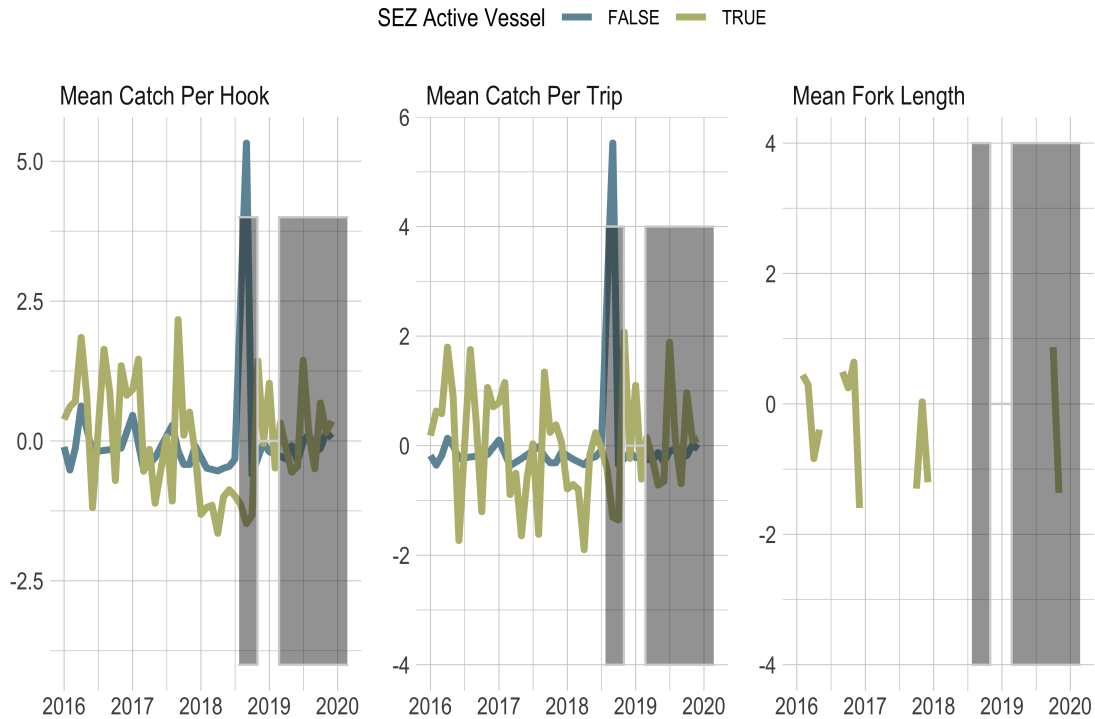 SEZ Active Vessel FALSE TRUE
Mean Catch Per Hook
5.0
2.5
0.0
-2.5
2016 2017 2018 2019 2020
Mean Catch Per Trip
6
4
2
0
-2
-4
2016 2017 2018 2019 2020
Mean Fork Length
4
2
0
-2
-4
2016 2017 2018 2019 2020